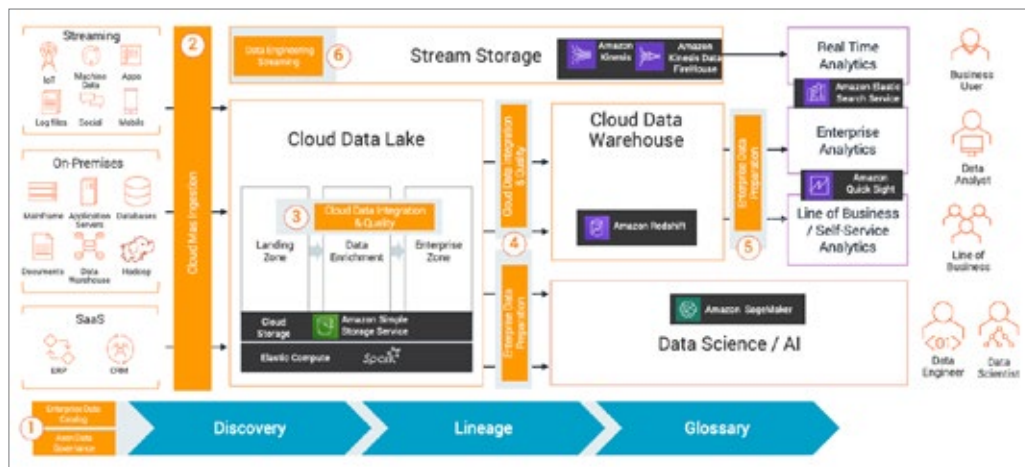 Streaming
IoT
Machine
Data
Apps
Log files
Social
Mobile
On-Premises
Mainframe
Application
Servers
Databases
Documents
Data
Warehouse
Hadoop
SaaS
ERP
CRM
2
Cloud Mas Ingestion
Data Engineering
Streaming
6
Stream Storage
Amazon
Kinesis
Amazon
Kinesis Data
FireHouse
Cloud Data Lake
3
Cloud Data Integration
& Quality
Landing
Zone
Data
Enrichment
Enterprise
Zone
Cloud
Storage
Amazon Simple
Storage Service
Elastic Compute
Spark
Cloud Data Integration
& Quality
4
Enterprise Data
Preparation
Cloud Data
Warehouse
Amazon Redshift
Enterprise Data
Preparation
5
Amazon SageMaker
Data Science / AI
Real Time
Analytics
Amazon Elastic
Search Service
Enterprise
Analytics
Amazon
Quick Sight
Line of Business
/ Self-Service
Analytics
Business
User
Data
Analyst
Line of
Business
Data
Engineer
Data
Scientist
1
Enterprise Data
Catalog
Axon Data
Governance
Discovery
Lineage
Glossary